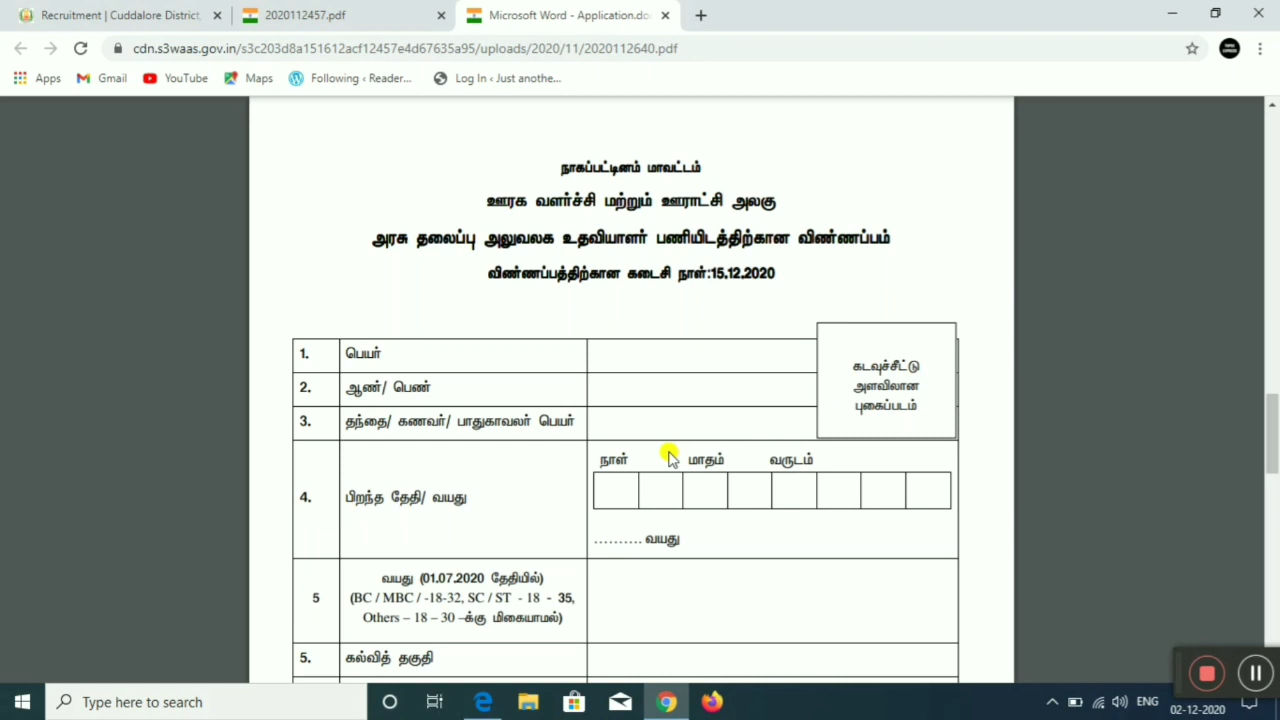 Recruitment | Cuddalore District,
2020112457.pdf
Microsoft Word - Application.do
cdn.s3waas.gov.in/s3c203d8a151612acf12457e4d67635a95/uploads/2020/11/2020112640.pdf
Apps Gmail YouTube Maps Following ‹ Reader... Log In ‹ Just anothe...
நாகப்பட்டினம் மாவட்டம்
ஊரக வளர்ச்சி மற்றும் ஊராட்சி அலகு
அரசு தலைப்பு அலுவலக உதவியாளர் பணியிடத்திற்கான விண்ணப்பம்
விண்ணப்பத்திற்கான கடைசி நாள்:15.12.2020
1. பெயர்
கடவுச்சீட்டு
அளவிலான
புகைப்படம்
2. ஆண்/ பெண்
3. தந்தை/ கணவர்/ பாதுகாவலர் பெயர்
4. பிறந்த தேதி/ வயது
நாள் மாதம் வருடம்
.......... வயது
5 வயது (01.07.2020 தேதியில்)
(BC / MBC / -18-32, SC / ST - 18 - 35,
Others – 18 – 30 –க்கு மிகையாமல்)
5. கல்வித் தகுதி
Type here to search
ENG
02-12-2020